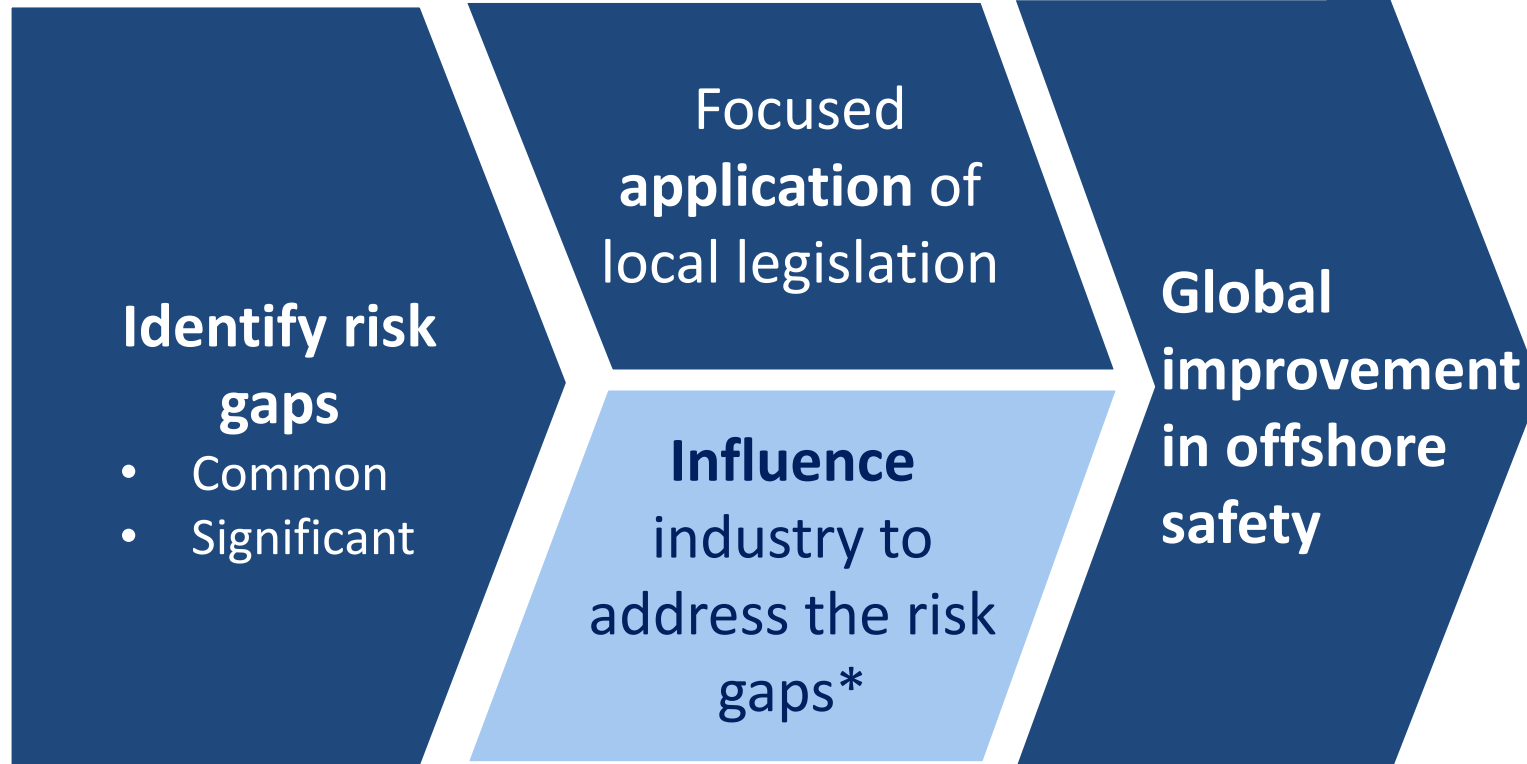 Identify risk
gaps
• Common
• Significant
Focused
application of
local legislation
Influence
industry to
address the risk
gaps*
Global
improvement
in offshore
safety